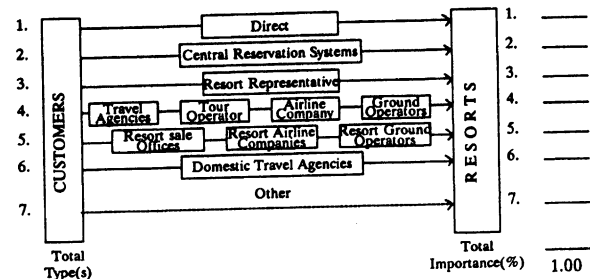 1. Direct 1.
2. Central Reservation Systems 2.
3. Resort Representative 3.
4. Travel Agencies Tour Operator Airline Company Ground Operators 4.
5. Resort sale Offices Resort Airline Companies Resort Ground Operators 5.
6. Domestic Travel Agencies 6.
Other
7. 7.
CUSTOMERS
RESORTS
Total
Type(s)
Total
Importance(%) 1.00